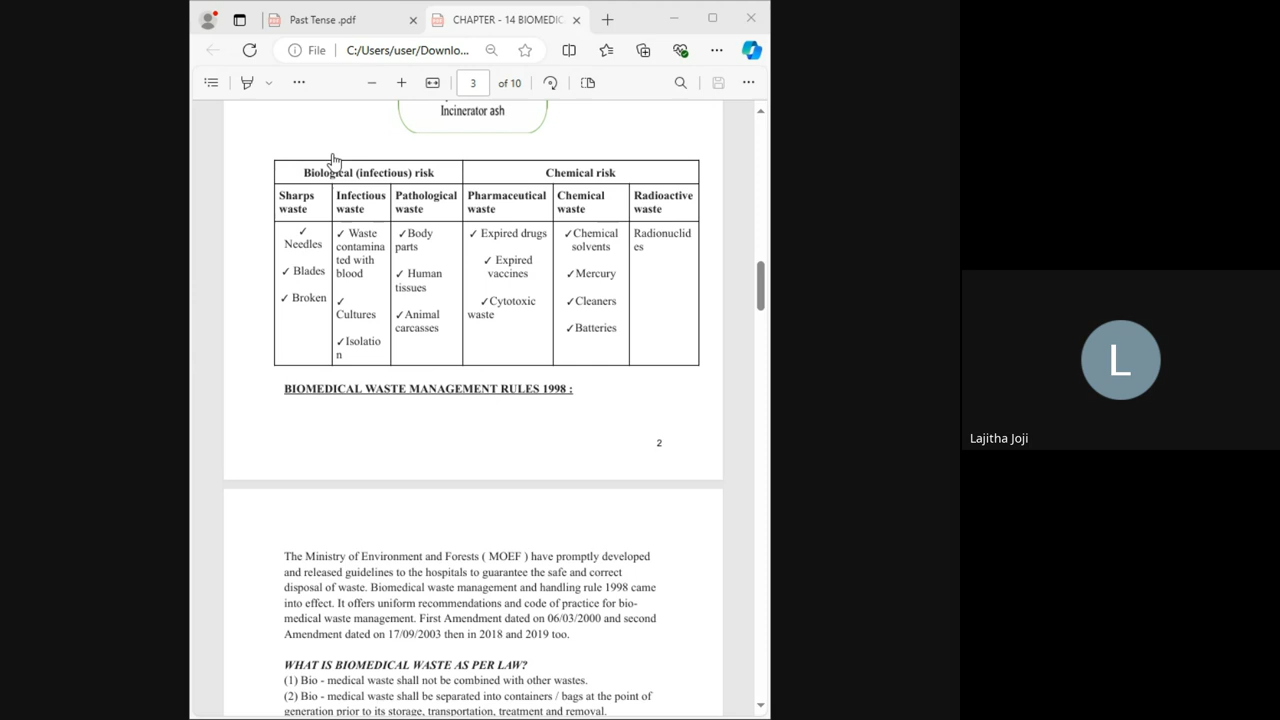 Past Tense .pdf
CHAPTER - 14 BIOMEDIC
File
C:/Users/user/Downlo...
3 of 10
Incinerator ash
Biological (infectious) risk
Chemical risk
Sharps waste
Infectious waste
Pathological waste
Pharmaceutical waste
Chemical waste
Radioactive waste
✓ Needles
✓ Blades
✓ Broken
✓ Waste
contamina
ted with
blood
✓
Cultures
✓Isolatio
n
✓Body
parts
✓ Human
tissues
✓Animal
carcasses
✓ Expired drugs
✓ Expired
vaccines
✓Cytotoxic
waste
✓Chemical
solvents
✓Mercury
✓Cleaners
✓Batteries
Radionuclid
es
BIOMEDICAL WASTE MANAGEMENT RULES 1998 :
2
The Ministry of Environment and Forests ( MOEF ) have promptly developed
and released guidelines to the hospitals to guarantee the safe and correct
disposal of waste. Biomedical waste management and handling rule 1998 came
into effect. It offers uniform recommendations and code of practice for bio-
medical waste management. First Amendment dated on 06/03/2000 and second
Amendment dated on 17/09/2003 then in 2018 and 2019 too.
WHAT IS BIOMEDICAL WASTE AS PER LAW?
(1) Bio - medical waste shall not be combined with other wastes.
(2) Bio - medical waste shall be separated into containers / bags at the point of
generation prior to its storage, transportation, treatment and removal.
L
Lajitha Joji